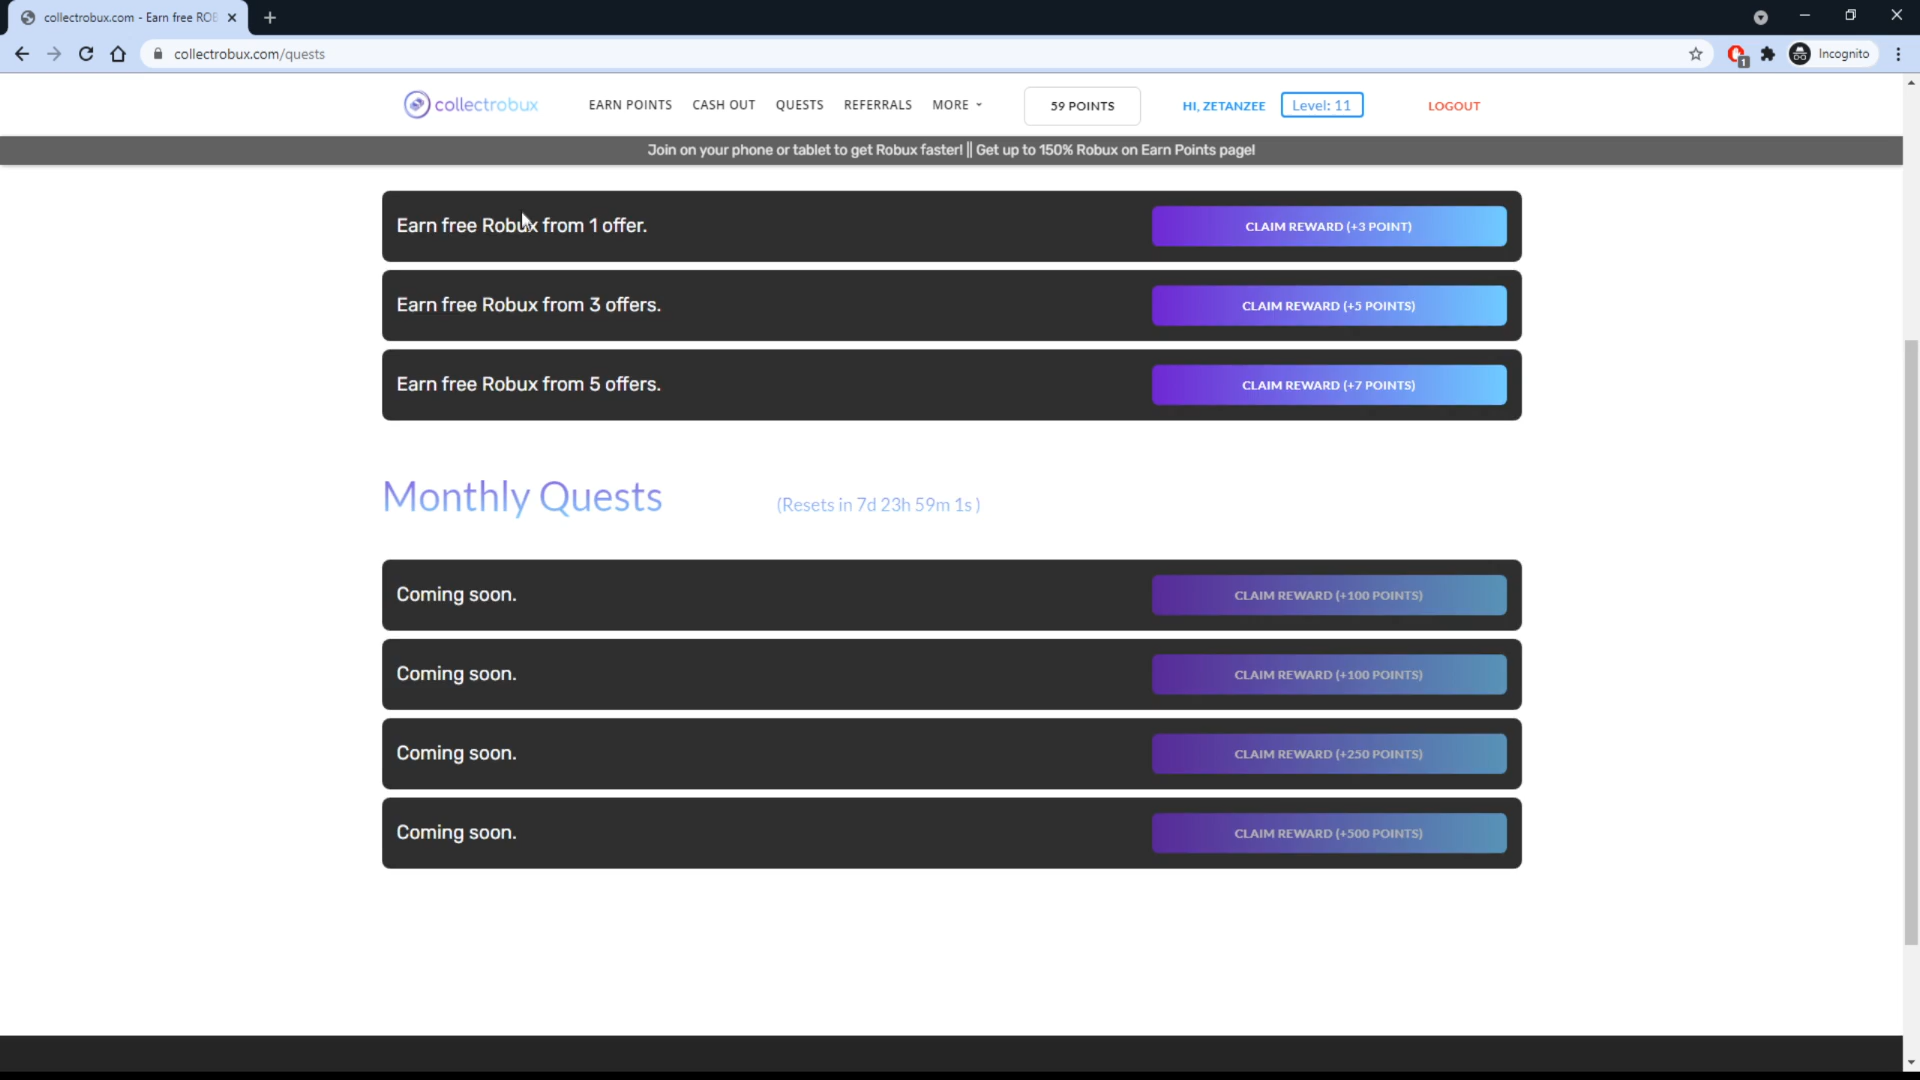 collectrobux.com - Earn free ROB
collectrobux.com/quests
1
Incognito
collectrobux
EARN POINTS
CASH OUT
QUESTS
REFERRALS
MORE
59 POINTS
HI, ZETANZEE
Level: 11
LOGOUT
Join on your phone or tablet to get Robux faster! || Get up to 150% Robux on Earn Points page!
Earn free Robux from 1 offer.
CLAIM REWARD (+3 POINT)
Earn free Robux from 3 offers.
CLAIM REWARD (+5 POINTS)
Earn free Robux from 5 offers.
CLAIM REWARD (+7 POINTS)
Monthly Quests
(Resets in 7d 23h 59m 1s )
Coming soon.
CLAIM REWARD (+100 POINTS)
Coming soon.
CLAIM REWARD (+100 POINTS)
Coming soon.
CLAIM REWARD (+250 POINTS)
Coming soon.
CLAIM REWARD (+500 POINTS)